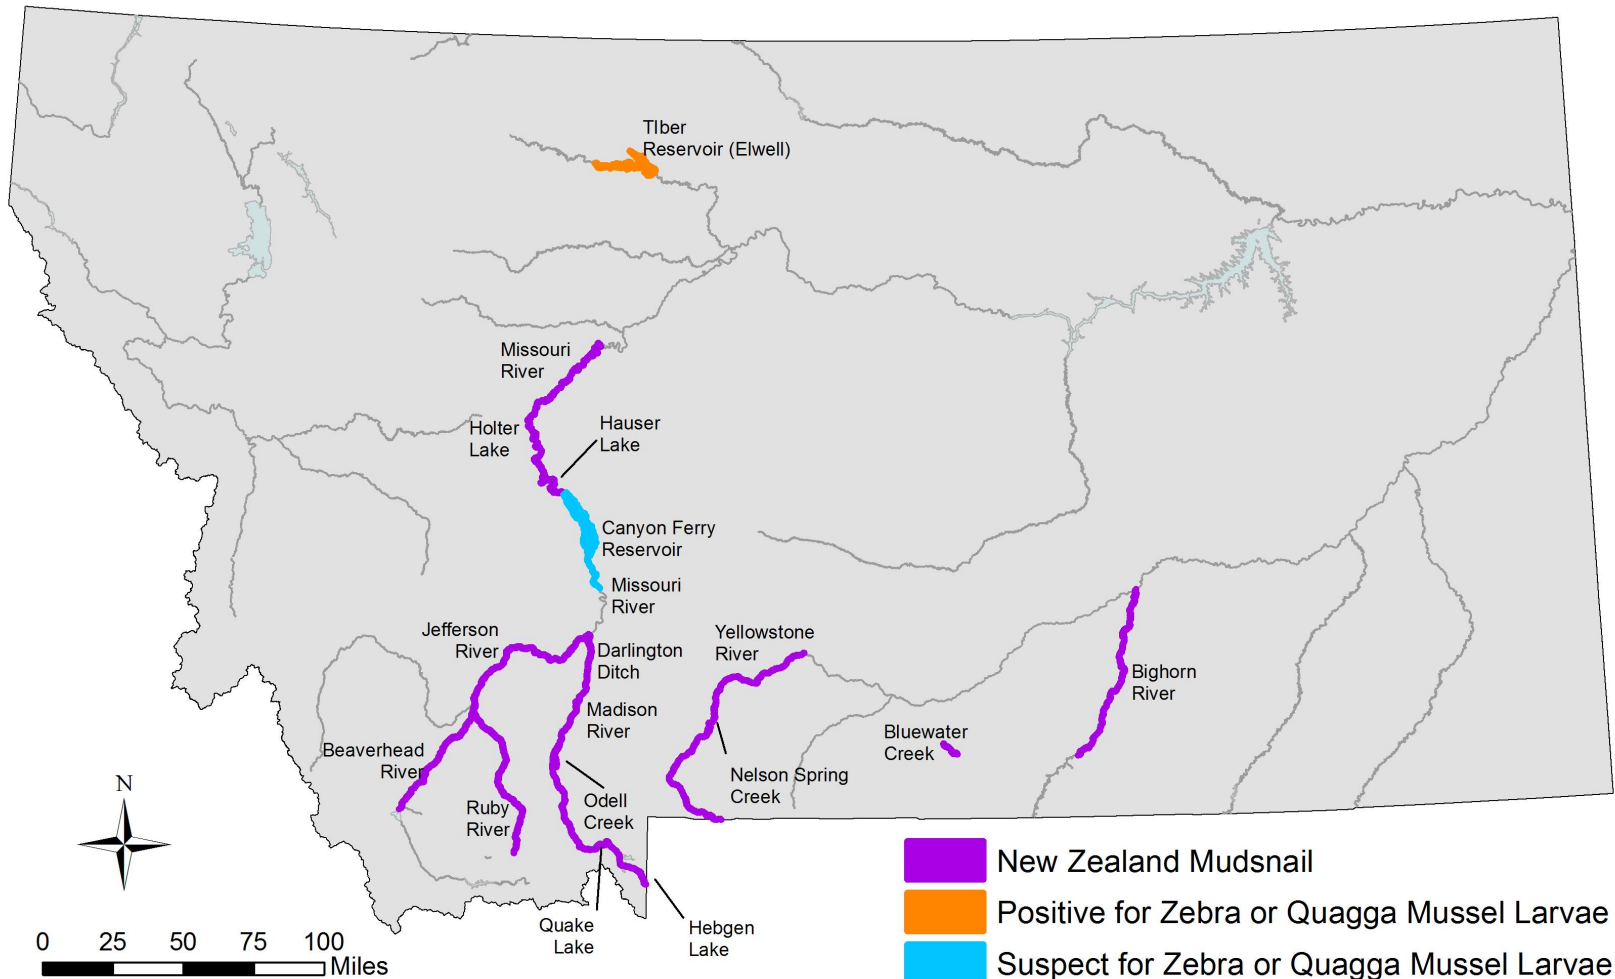 TIber
Reservoir (Elwell)
Missouri
River
Holter
Lake
Hauser
Lake
Canyon Ferry
Reservoir
Missouri
River
Jefferson
River
Darlington
Ditch
Yellowstone
River
Madison
River
Bighorn
River
Beaverhead
River
Bluewater
Creek
Nelson Spring
Creek
Ruby
River
Odell
Creek
Quake
Lake
Hebgen
Lake
N
0 25 50 75 100
Miles
New Zealand Mudsnail
Positive for Zebra or Quagga Mussel Larvae
Suspect for Zebra or Quagga Mussel Larvae